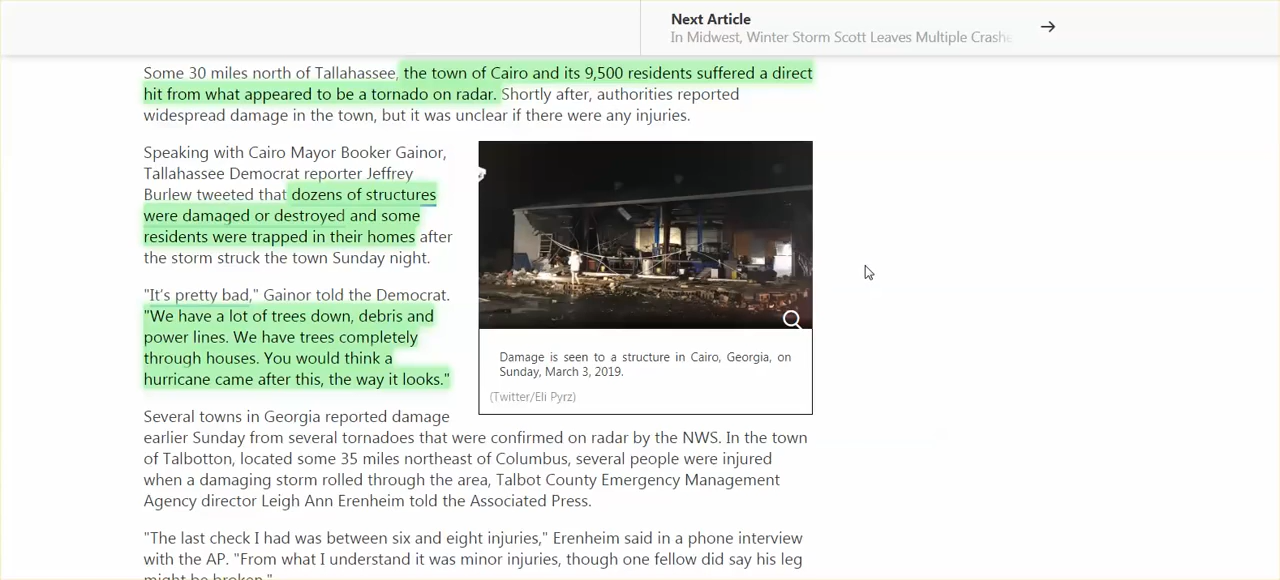 Next Article
In Midwest, Winter Storm Scott Leaves Multiple Crashe
Some 30 miles north of Tallahassee, the town of Cairo and its 9,500 residents suffered a direct
hit from what appeared to be a tornado on radar. Shortly after, authorities reported
widespread damage in the town, but it was unclear if there were any injuries.
Speaking with Cairo Mayor Booker Gainor,
Tallahassee Democrat reporter Jeffrey
Burlew tweeted that dozens of structures
were damaged or destroyed and some
residents were trapped in their homes after
the storm struck the town Sunday night.
"It's pretty bad," Gainor told the Democrat.
"We have a lot of trees down, debris and
power lines. We have trees completely
through houses. You would think a
hurricane came after this, the way it looks."
Damage is seen to a structure in Cairo, Georgia, on
Sunday, March 3, 2019.
(Twitter/Eli Pyrz)
Several towns in Georgia reported damage
earlier Sunday from several tornadoes that were confirmed on radar by the NWS. In the town
of Talbotton, located some 35 miles northeast of Columbus, several people were injured
when a damaging storm rolled through the area, Talbot County Emergency Management
Agency director Leigh Ann Erenheim told the Associated Press.
"The last check I had was between six and eight injuries," Erenheim said in a phone interview
with the AP. "From what I understand it was minor injuries, though one fellow did say his leg
might be broken."